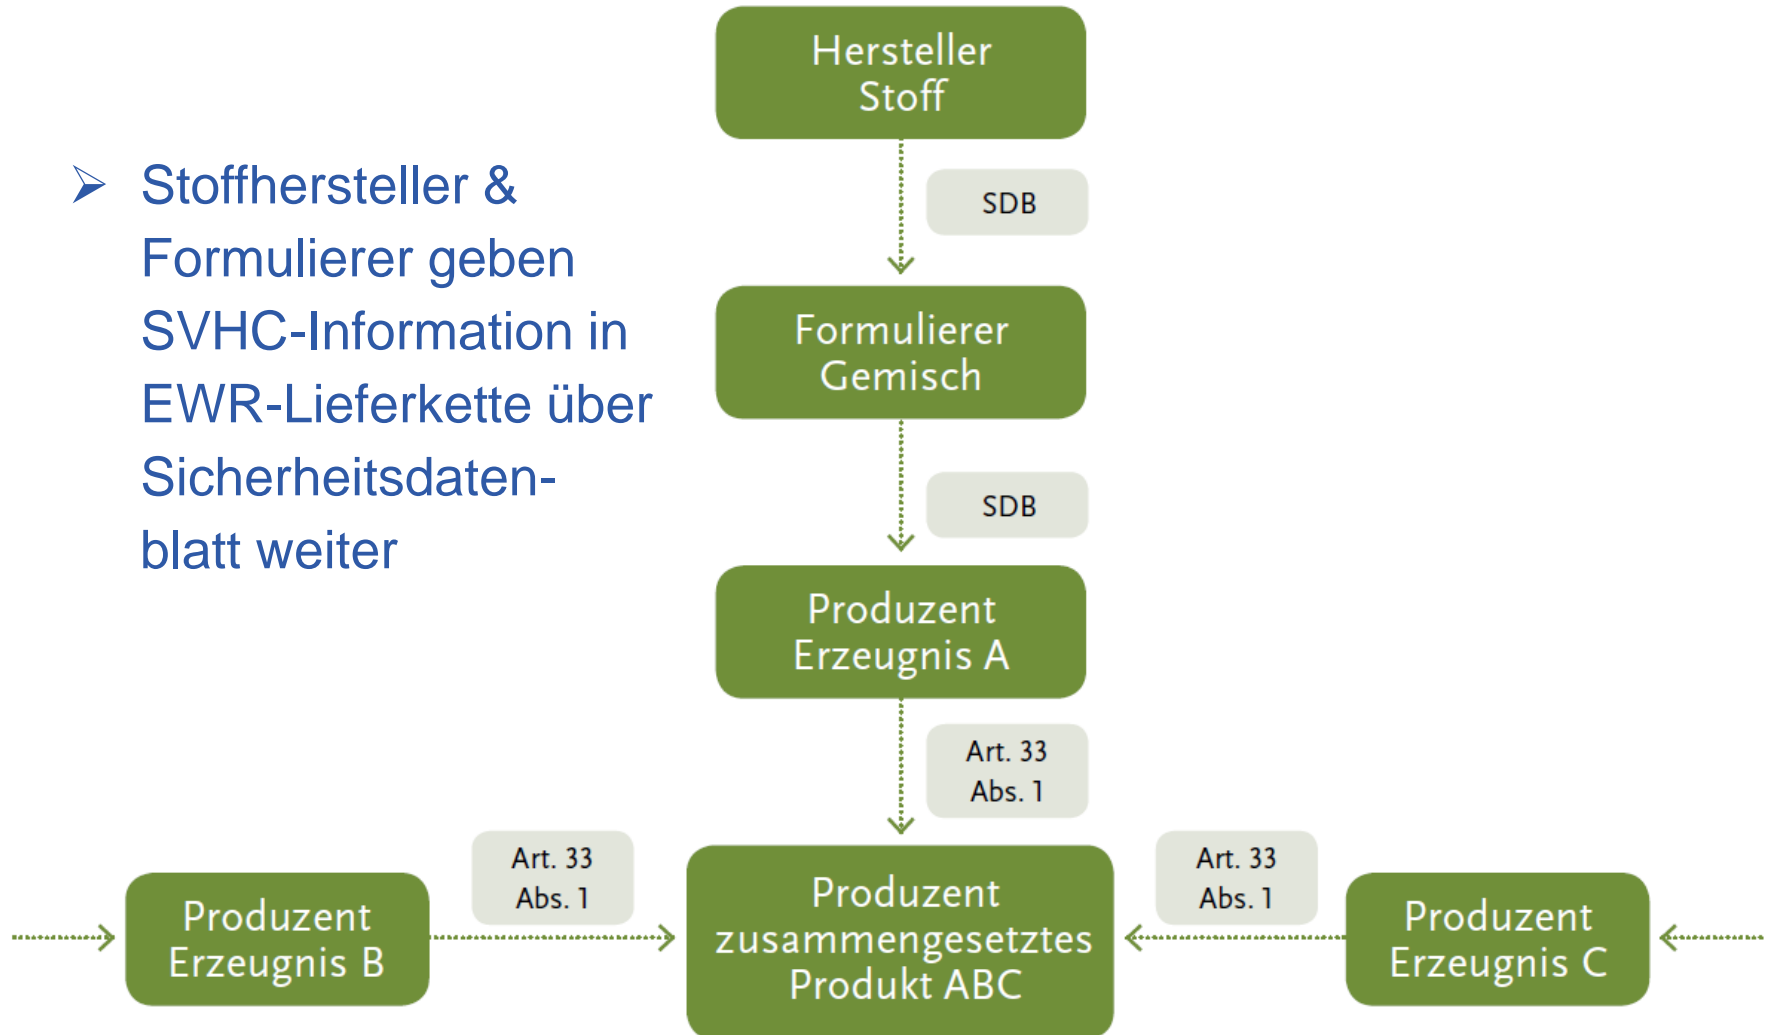 Hersteller
Stoff
SDB
➢ Stoffhersteller &
Formulierer geben
SVHC-Information in
EWR-Lieferkette über
Sicherheitsdaten-
blatt weiter
Formulierer
Gemisch
SDB
Produzent
Erzeugnis A
Art. 33
Abs. 1
Art. 33
Abs. 1
Art. 33
Abs. 1
Produzent
Erzeugnis B
Produzent
zusammengesetztes
Produkt ABC
Produzent
Erzeugnis C